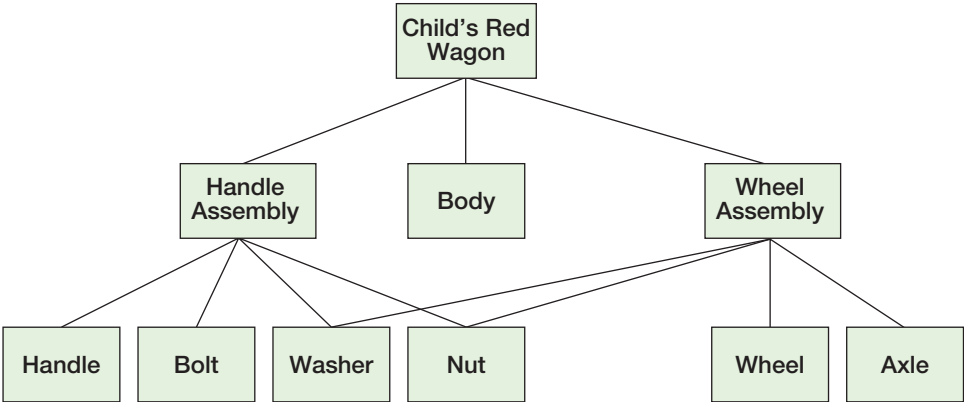 Child’s Red
Wagon
Handle
Assembly
Body
Wheel
Assembly
Handle
Bolt
Washer
Nut
Wheel
Axle